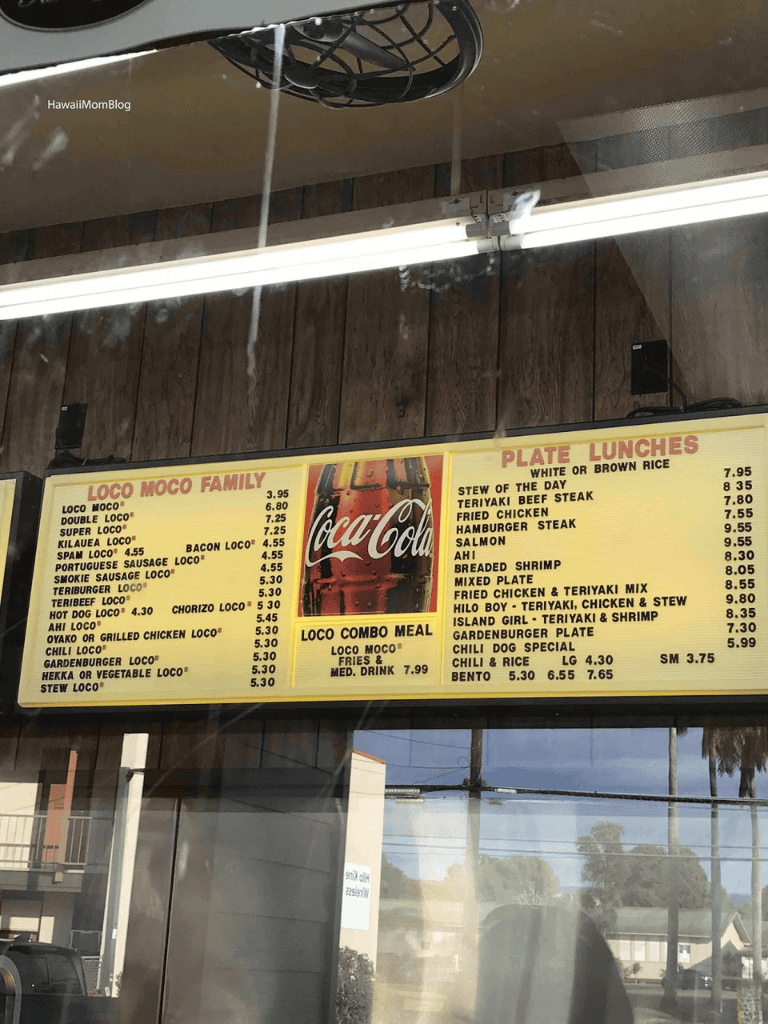 HawaiiMomBlog
LOCO MOCO FAMILY
LOCO MOCO® 3.95
DOUBLE LOCO® 6.80
SUPER LOCO® 7.25
KILAUEA LOCO® 7.25
SPAM LOCO® 4.55 BACON LOCO® 4.55
PORTUGUESE SAUSAGE LOCO® 4.55
SMOKIE SAUSAGE LOCO® 4.55
TERIBURGER LOCO® 5.30
TERIBEEF LOCO® 5.30
HOT DOG LOCO® 4.30 CHORIZO LOCO® 5 30
AHI LOCO® 5.45
OYAKO OR GRILLED CHICKEN LOCO® 5.30
CHILI LOCO® 5.30
GARDENBURGER LOCO® 5.30
HEKKA OR VEGETABLE LOCO® 5.30
STEW LOCO® 5.30
Coca-Cola
LOCO COMBO MEAL
LOCO MOCO®
FRIES &
MED. DRINK 7.99
PLATE LUNCHES
WHITE OR BROWN RICE
STEW OF THE DAY 7.95
TERIYAKI BEEF STEAK 8 35
FRIED CHICKEN 7.80
HAMBURGER STEAK 7.55
SALMON 9.55
AHI 9.55
BREADED SHRIMP 8.30
MIXED PLATE 8.05
FRIED CHICKEN & TERIYAKI MIX 8.55
HILO BOY - TERIYAKI, CHICKEN & STEW 9.80
ISLAND GIRL - TERIYAKI & SHRIMP 8.35
GARDENBURGER PLATE 7.30
CHILI DOG SPECIAL 5.99
CHILI & RICE LG 4.30 SM 3.75
BENTO 5.30 6.55 7.65
Hilo Kine
Wireless